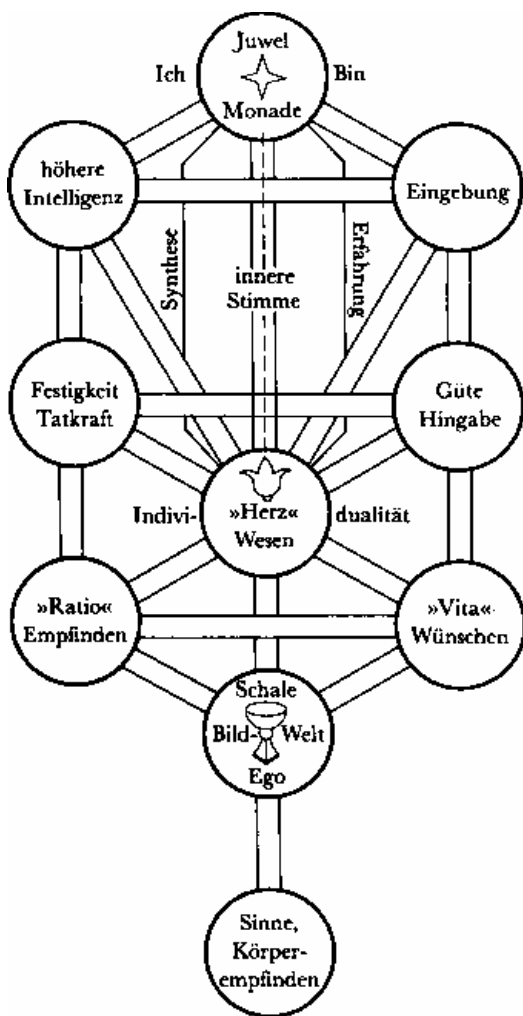 Juwel
Ich Bin
Monade
höhere
Intelligenz
Eingebung
Synthese
innere
Stimme
Erfahrung
Festigkeit
Tatkraft
Güte
Hingabe
Indivi- »Herz« dualität
Wesen
»Ratio«
Empfinden
»Vita«
Wünschen
Schale
Bild- Welt
Ego
Sinne,
Körper-
empfinden